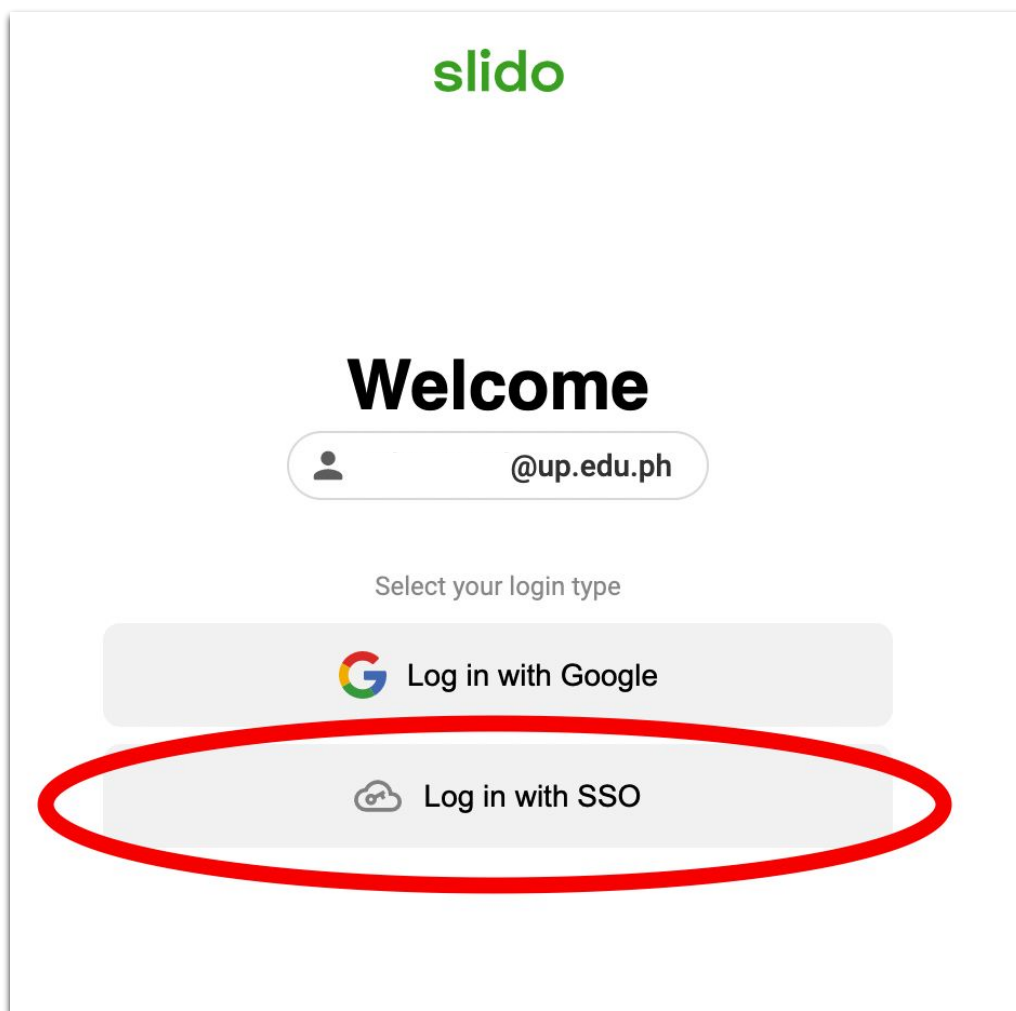 slido
Welcome
@up.edu.ph
Select your login type
Log in with Google
Log in with SSO